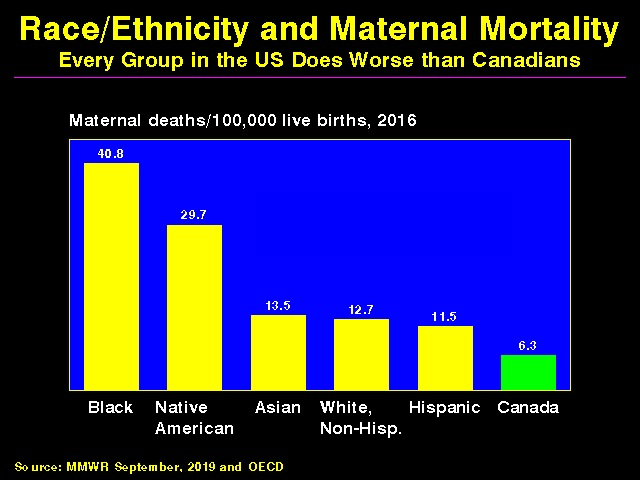 Race/Ethnicity and Maternal Mortality
Every Group in the US Does Worse than Canadians
Maternal deaths/100,000 live births, 2016
40.8
29.7
13.5
12.7
11.5
6.3
Black
Native
American
Asian
White,
Non-Hisp.
Hispanic
Canada
Source: MMWR September, 2019 and OECD